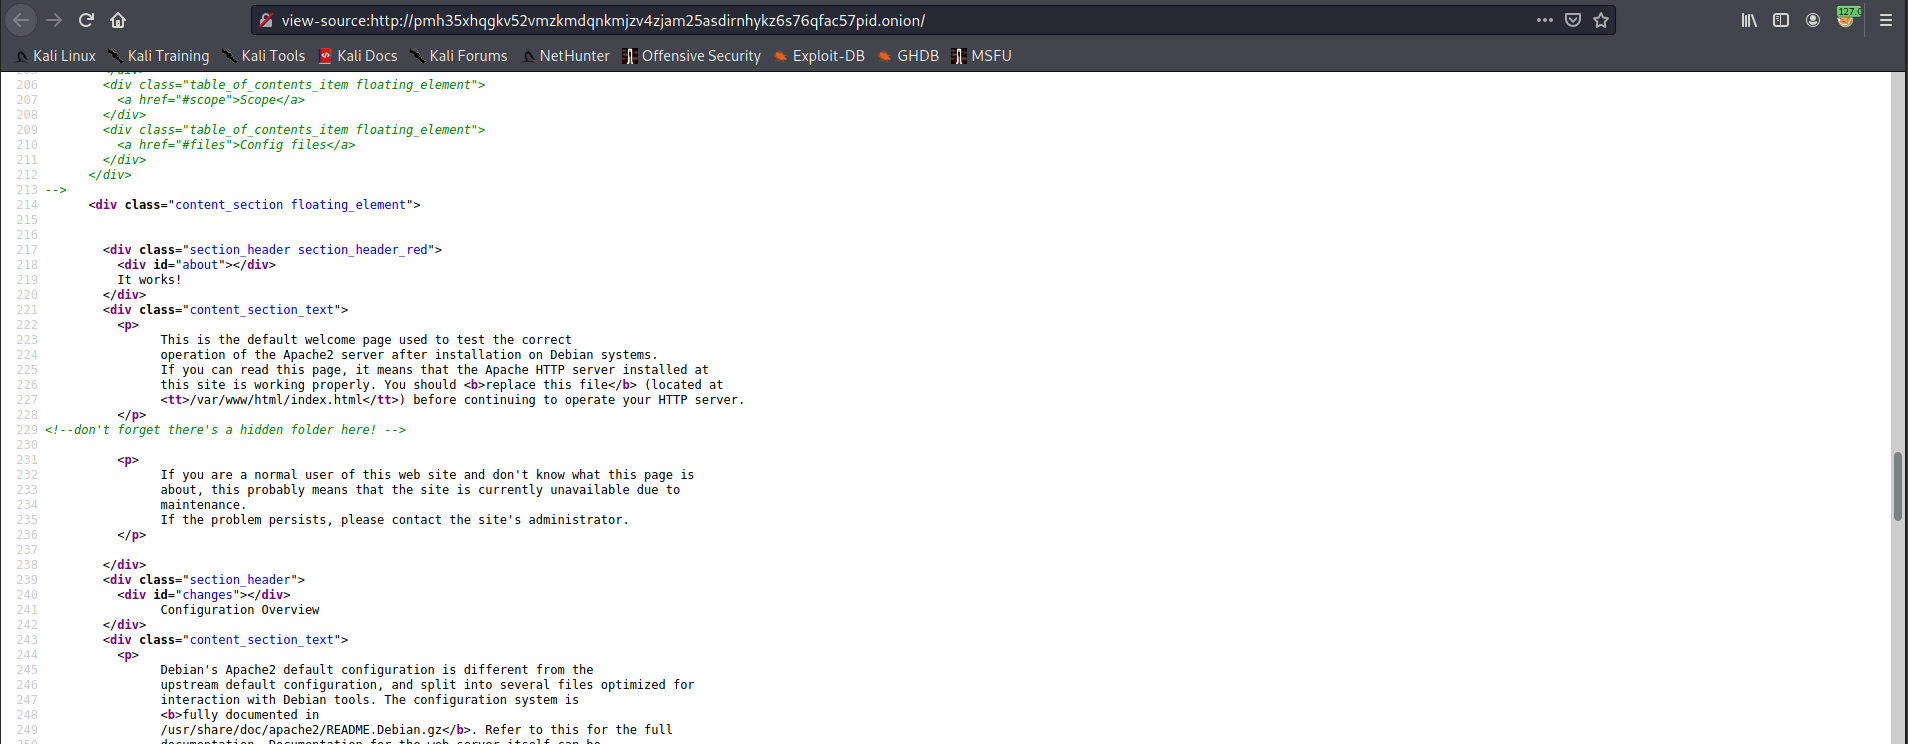 view-source:http://pmh35xhqgkv52vmzkmdqnkmjzv4zjam25asdirnhykz6s76qfac57pid.onion/
127.0
Kali Linux Kali Training Kali Tools Kali Docs Kali Forums NetHunter Offensive Security Exploit-DB GHDB MSFU
205 </div>
206 <div class="table_of_contents_item floating_element">
207 <a href="#scope">Scope</a>
208 </div>
209 <div class="table_of_contents_item floating_element">
210 <a href="#files">Config files</a>
211 </div>
212 </div>
213 -->
214 <div class="content_section floating_element">
215
216
217 <div class="section_header section_header_red">
218 <div id="about"></div>
219 It works!
220 </div>
221 <div class="content_section_text">
222 <p>
223 This is the default welcome page used to test the correct
224 operation of the Apache2 server after installation on Debian systems.
225 If you can read this page, it means that the Apache HTTP server installed at
226 this site is working properly. You should <b>replace this file</b> (located at
227 <tt>/var/www/html/index.html</tt>) before continuing to operate your HTTP server.
228 </p>
229 <!--don't forget there's a hidden folder here! -->
230
231 <p>
232 If you are a normal user of this web site and don't know what this page is
233 about, this probably means that the site is currently unavailable due to
234 maintenance.
235 If the problem persists, please contact the site's administrator.
236 </p>
237
238 </div>
239 <div class="section_header">
240 <div id="changes"></div>
241 Configuration Overview
242 </div>
243 <div class="content_section_text">
244 <p>
245 Debian's Apache2 default configuration is different from the
246 upstream default configuration, and split into several files optimized for
247 interaction with Debian tools. The configuration system is
248 <b>fully documented in
249 /usr/share/doc/apache2/README.Debian.gz</b>. Refer to this for the full
250 documentation. Documentation for the web server itself can be